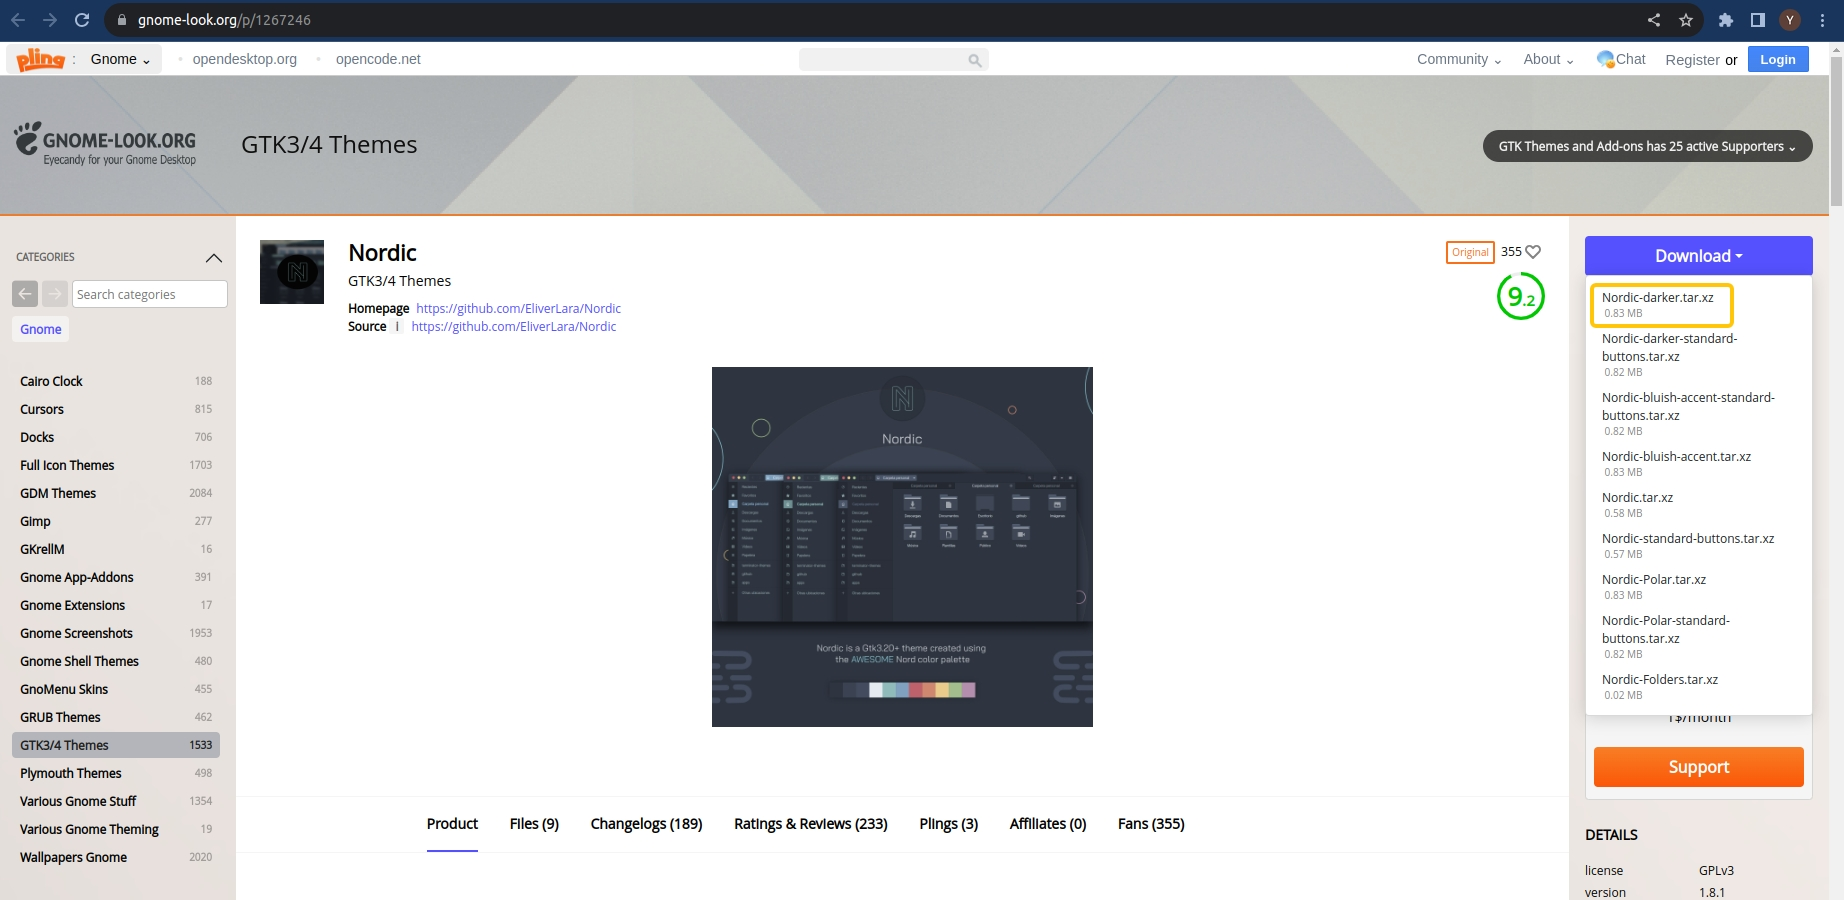 gnome-look.org/p/1267246
Y
pling : Gnome
opendesktop.org
opencode.net
Community
About
Chat
Register or
Login
GNOME-LOOK.ORG
Eyecandy for your Gnome Desktop
GTK3/4 Themes
GTK Themes and Add-ons has 25 active Supporters
CATEGORIES
Search categories
Gnome
Cairo Clock 188
Cursors 815
Docks 706
Full Icon Themes 1703
GDM Themes 2084
Gimp 277
GKrellM 16
Gnome App-Addons 391
Gnome Extensions 17
Gnome Screenshots 1953
Gnome Shell Themes 480
GnoMenu Skins 455
GRUB Themes 462
GTK3/4 Themes 1533
Plymouth Themes 498
Various Gnome Stuff 1354
Various Gnome Theming 19
Wallpapers Gnome 2020
N
Nordic
GTK3/4 Themes
Homepage https://github.com/EliverLara/Nordic
Source | https://github.com/EliverLara/Nordic
Original 355
9.2
N
Nordic
Nordic is a Gtk3.20+ theme created using
the AWESOME Nord color palette
Product
Files (9)
Changelogs (189)
Ratings & Reviews (233)
Plings (3)
Affiliates (0)
Fans (355)
Download
Nordic-darker.tar.xz
0.83 MB
Nordic-darker-standard-
buttons.tar.xz
0.82 MB
Nordic-bluish-accent-standard-
buttons.tar.xz
0.82 MB
Nordic-bluish-accent.tar.xz
0.83 MB
Nordic.tar.xz
0.58 MB
Nordic-standard-buttons.tar.xz
0.57 MB
Nordic-Polar.tar.xz
0.83 MB
Nordic-Polar-standard-
buttons.tar.xz
0.82 MB
Nordic-Folders.tar.xz
0.02 MB
1$/month
Support
DETAILS
license GPLv3
version 1.8.1